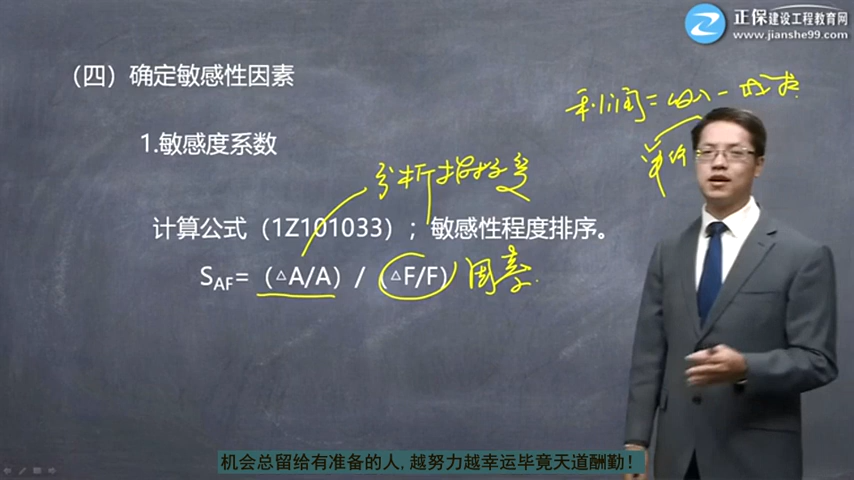 正保建设工程教育网
www.jianshe99.com
（四）确定敏感性因素
利润=收入-成本
单价
1.敏感度系数
分析指标
计算公式（1Z101033）；敏感性程度排序。
SAF=（△A/A）/（△F/F） 因素
机会总留给有准备的人,越努力越幸运毕竟天道酬勤！